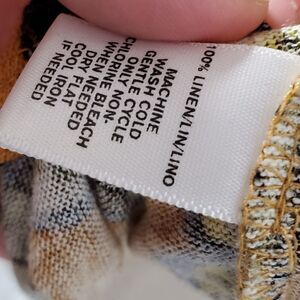 100% LINEN/LIN/LINO
MACHINE
WASH COLD
GENTLE CYCLE
ONLY NON-
CHLORINE BLEACH
WHEN NEEDED
DRY FLAT
COOL IRON
IF NEEDED